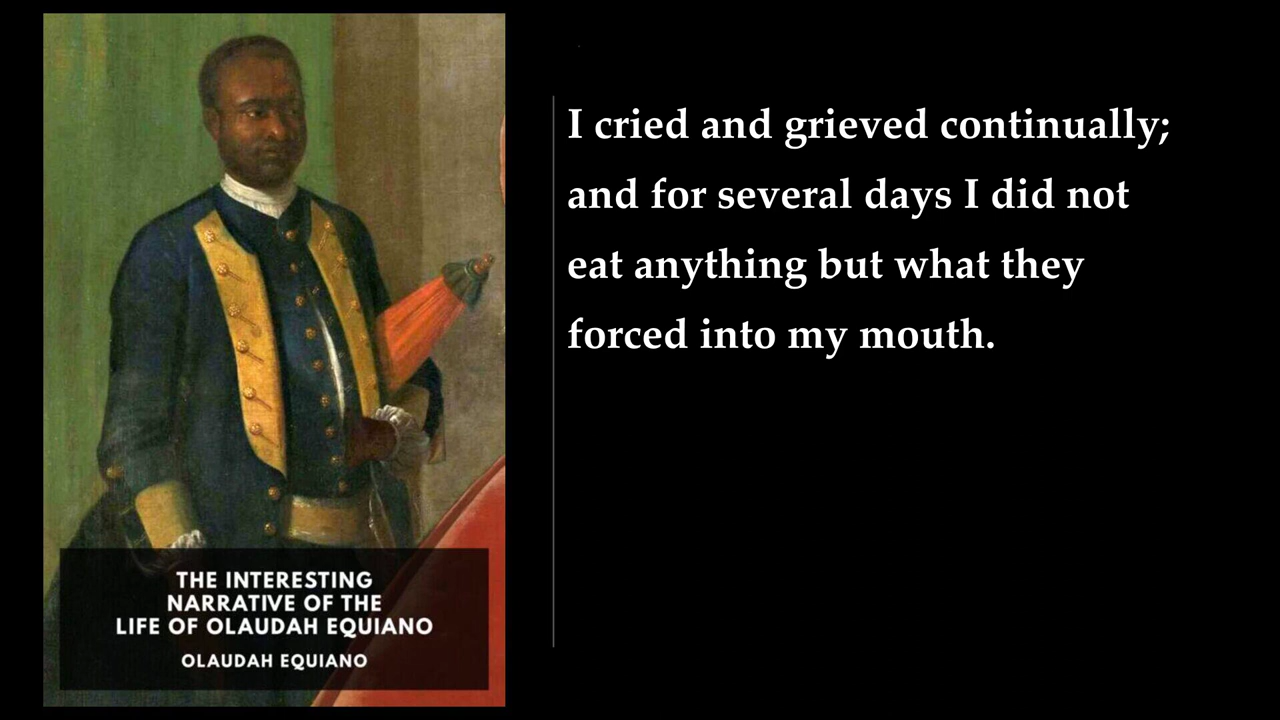 THE INTERESTING
NARRATIVE OF THE
LIFE OF OLAUDAH EQUIANO
OLAUDAH EQUIANO
I cried and grieved continually;
and for several days I did not
eat anything but what they
forced into my mouth.